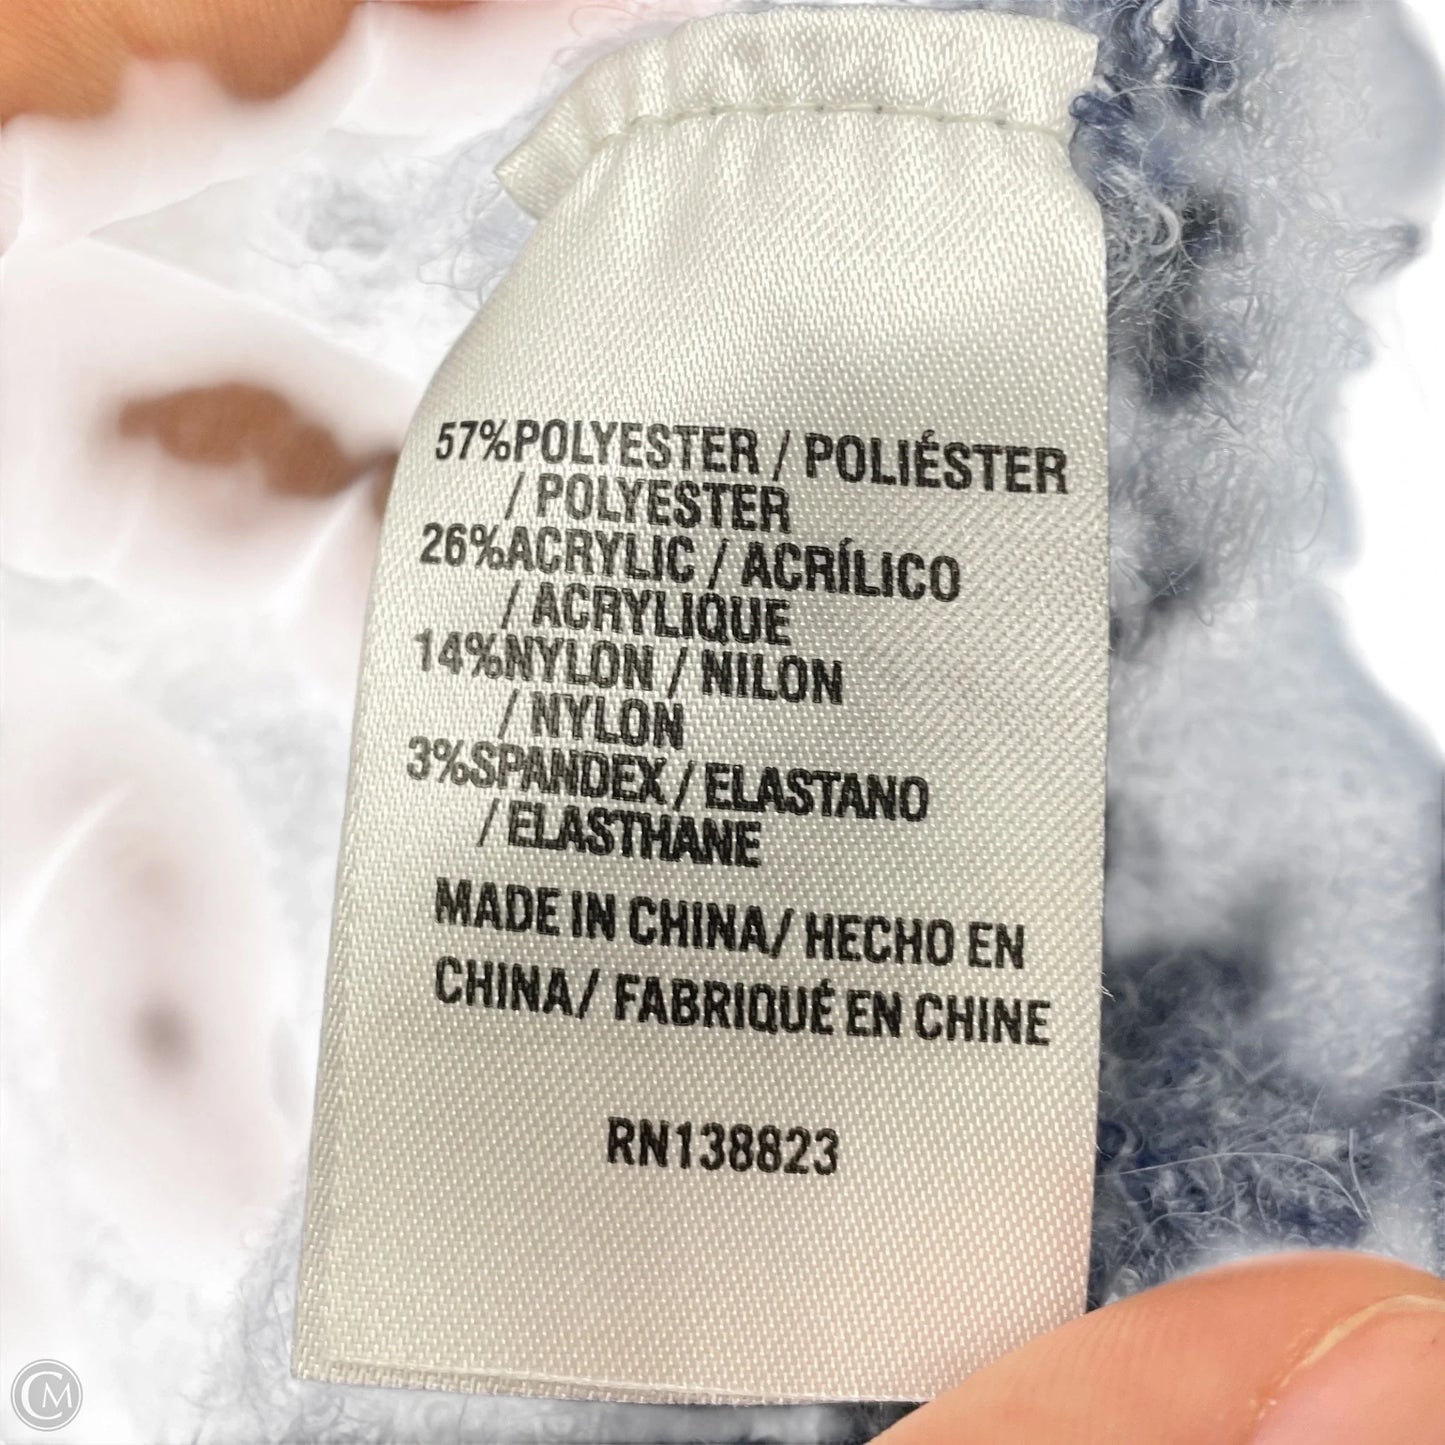 57%POLYESTER / POLIÉSTER
/ POLYESTER
26%ACRYLIC / ACRÍLICO
/ ACRYLIQUE
14%NYLON / NILON
/ NYLON
3%SPANDEX / ELASTANO
/ ELASTHANE
MADE IN CHINA/ HECHO EN
CHINA/ FABRIQUÉ EN CHINE
RN138823
CM